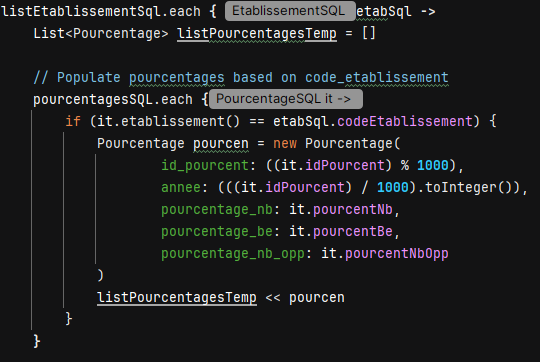 listEtablissementSql.each { EtablissementSQL etabSql ->
    List<Pourcentage> listPourcentagesTemp = []

    // Populate pourcentages based on code_etablissement
    pourcentagesSQL.each { PourcentageSQL it ->
        if (it.etablissement() == etabSql.codeEtablissement) {
            Pourcentage pourcen = new Pourcentage(
                    id_pourcent: ((it.idPourcent) % 1000),
                    annee: (((it.idPourcent) / 1000).toInteger()),
                    pourcentage_nb: it.pourcentNb,
                    pourcentage_be: it.pourcentBe,
                    pourcentage_nb_opp: it.pourcentNbOpp
            )
            listPourcentagesTemp << pourcen
        }
    }